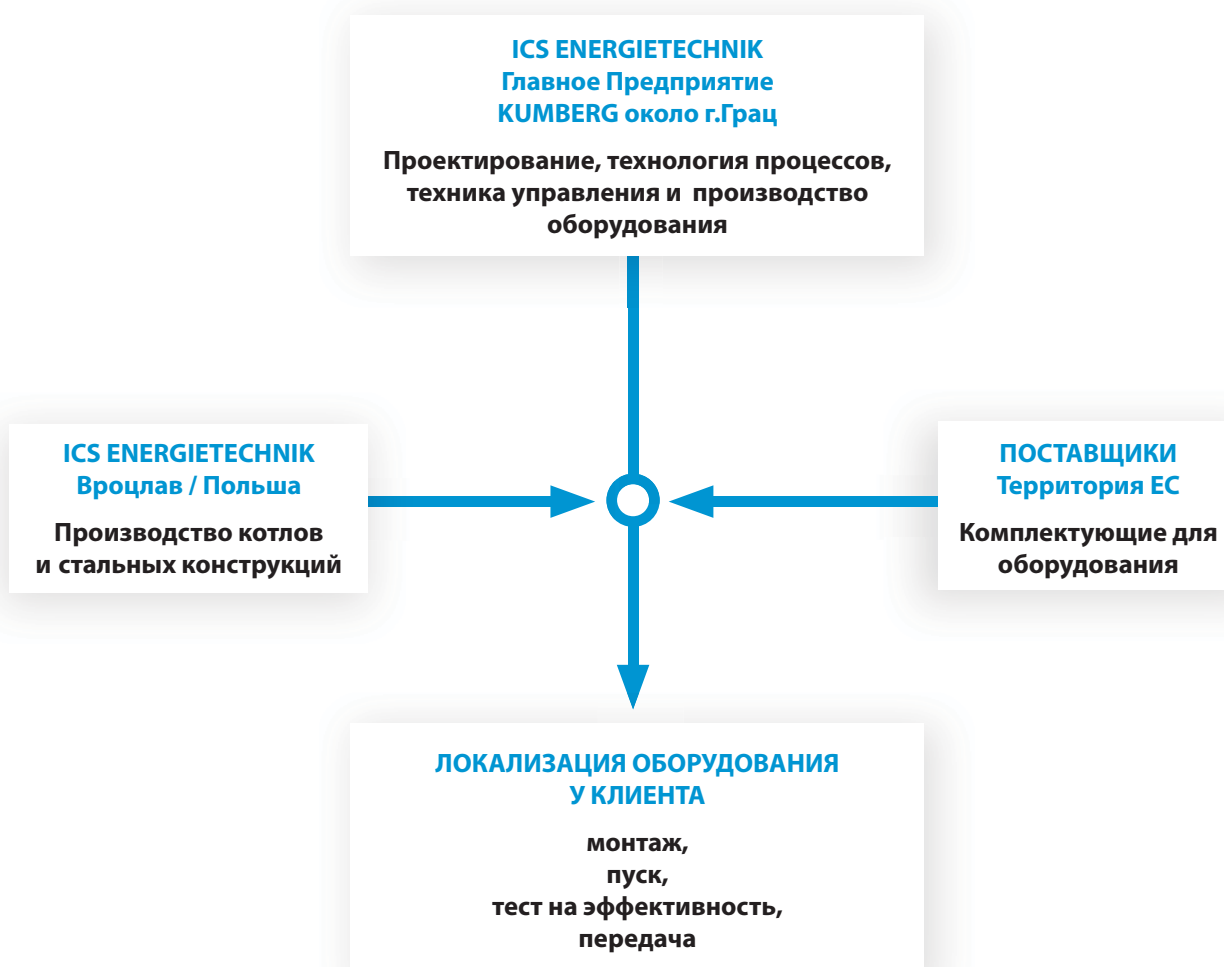 ICS ENERGIETECHNIK
Главное Предприятие
KUMBERG около г.Грац
Проектирование, технология процессов,
техника управления и производство
оборудования
ICS ENERGIETECHNIK
Вроцлав / Польша
Производство котлов
и стальных конструкций
ПОСТАВЩИКИ
Территория ЕС
Комплектующие для
оборудования
ЛОКАЛИЗАЦИЯ ОБОРУДОВАНИЯ
У КЛИЕНТА
монтаж,
пуск,
тест на эффективность,
передача